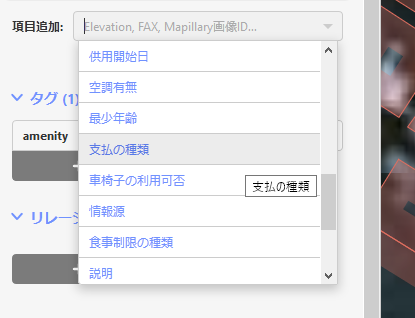 項目追加: Elevation, FAX, Mapillary画像ID...
供用開始日
空調有無
タグ (1)
最少年齢
amenity
支払の種類
車椅子の利用可否
支払の種類
情報源
リレーシ
食事制限の種類
説明